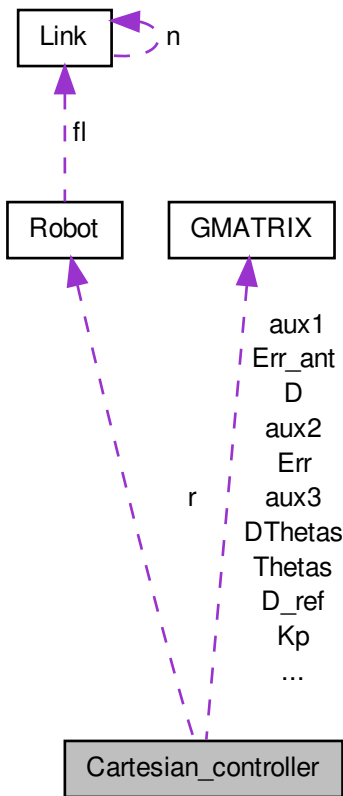 Link
n
fl
Robot
GMATRIX
aux1
Err_ant
D
aux2
Err
aux3
DThetas
Thetas
D_ref
Kp
...
r
Cartesian_controller